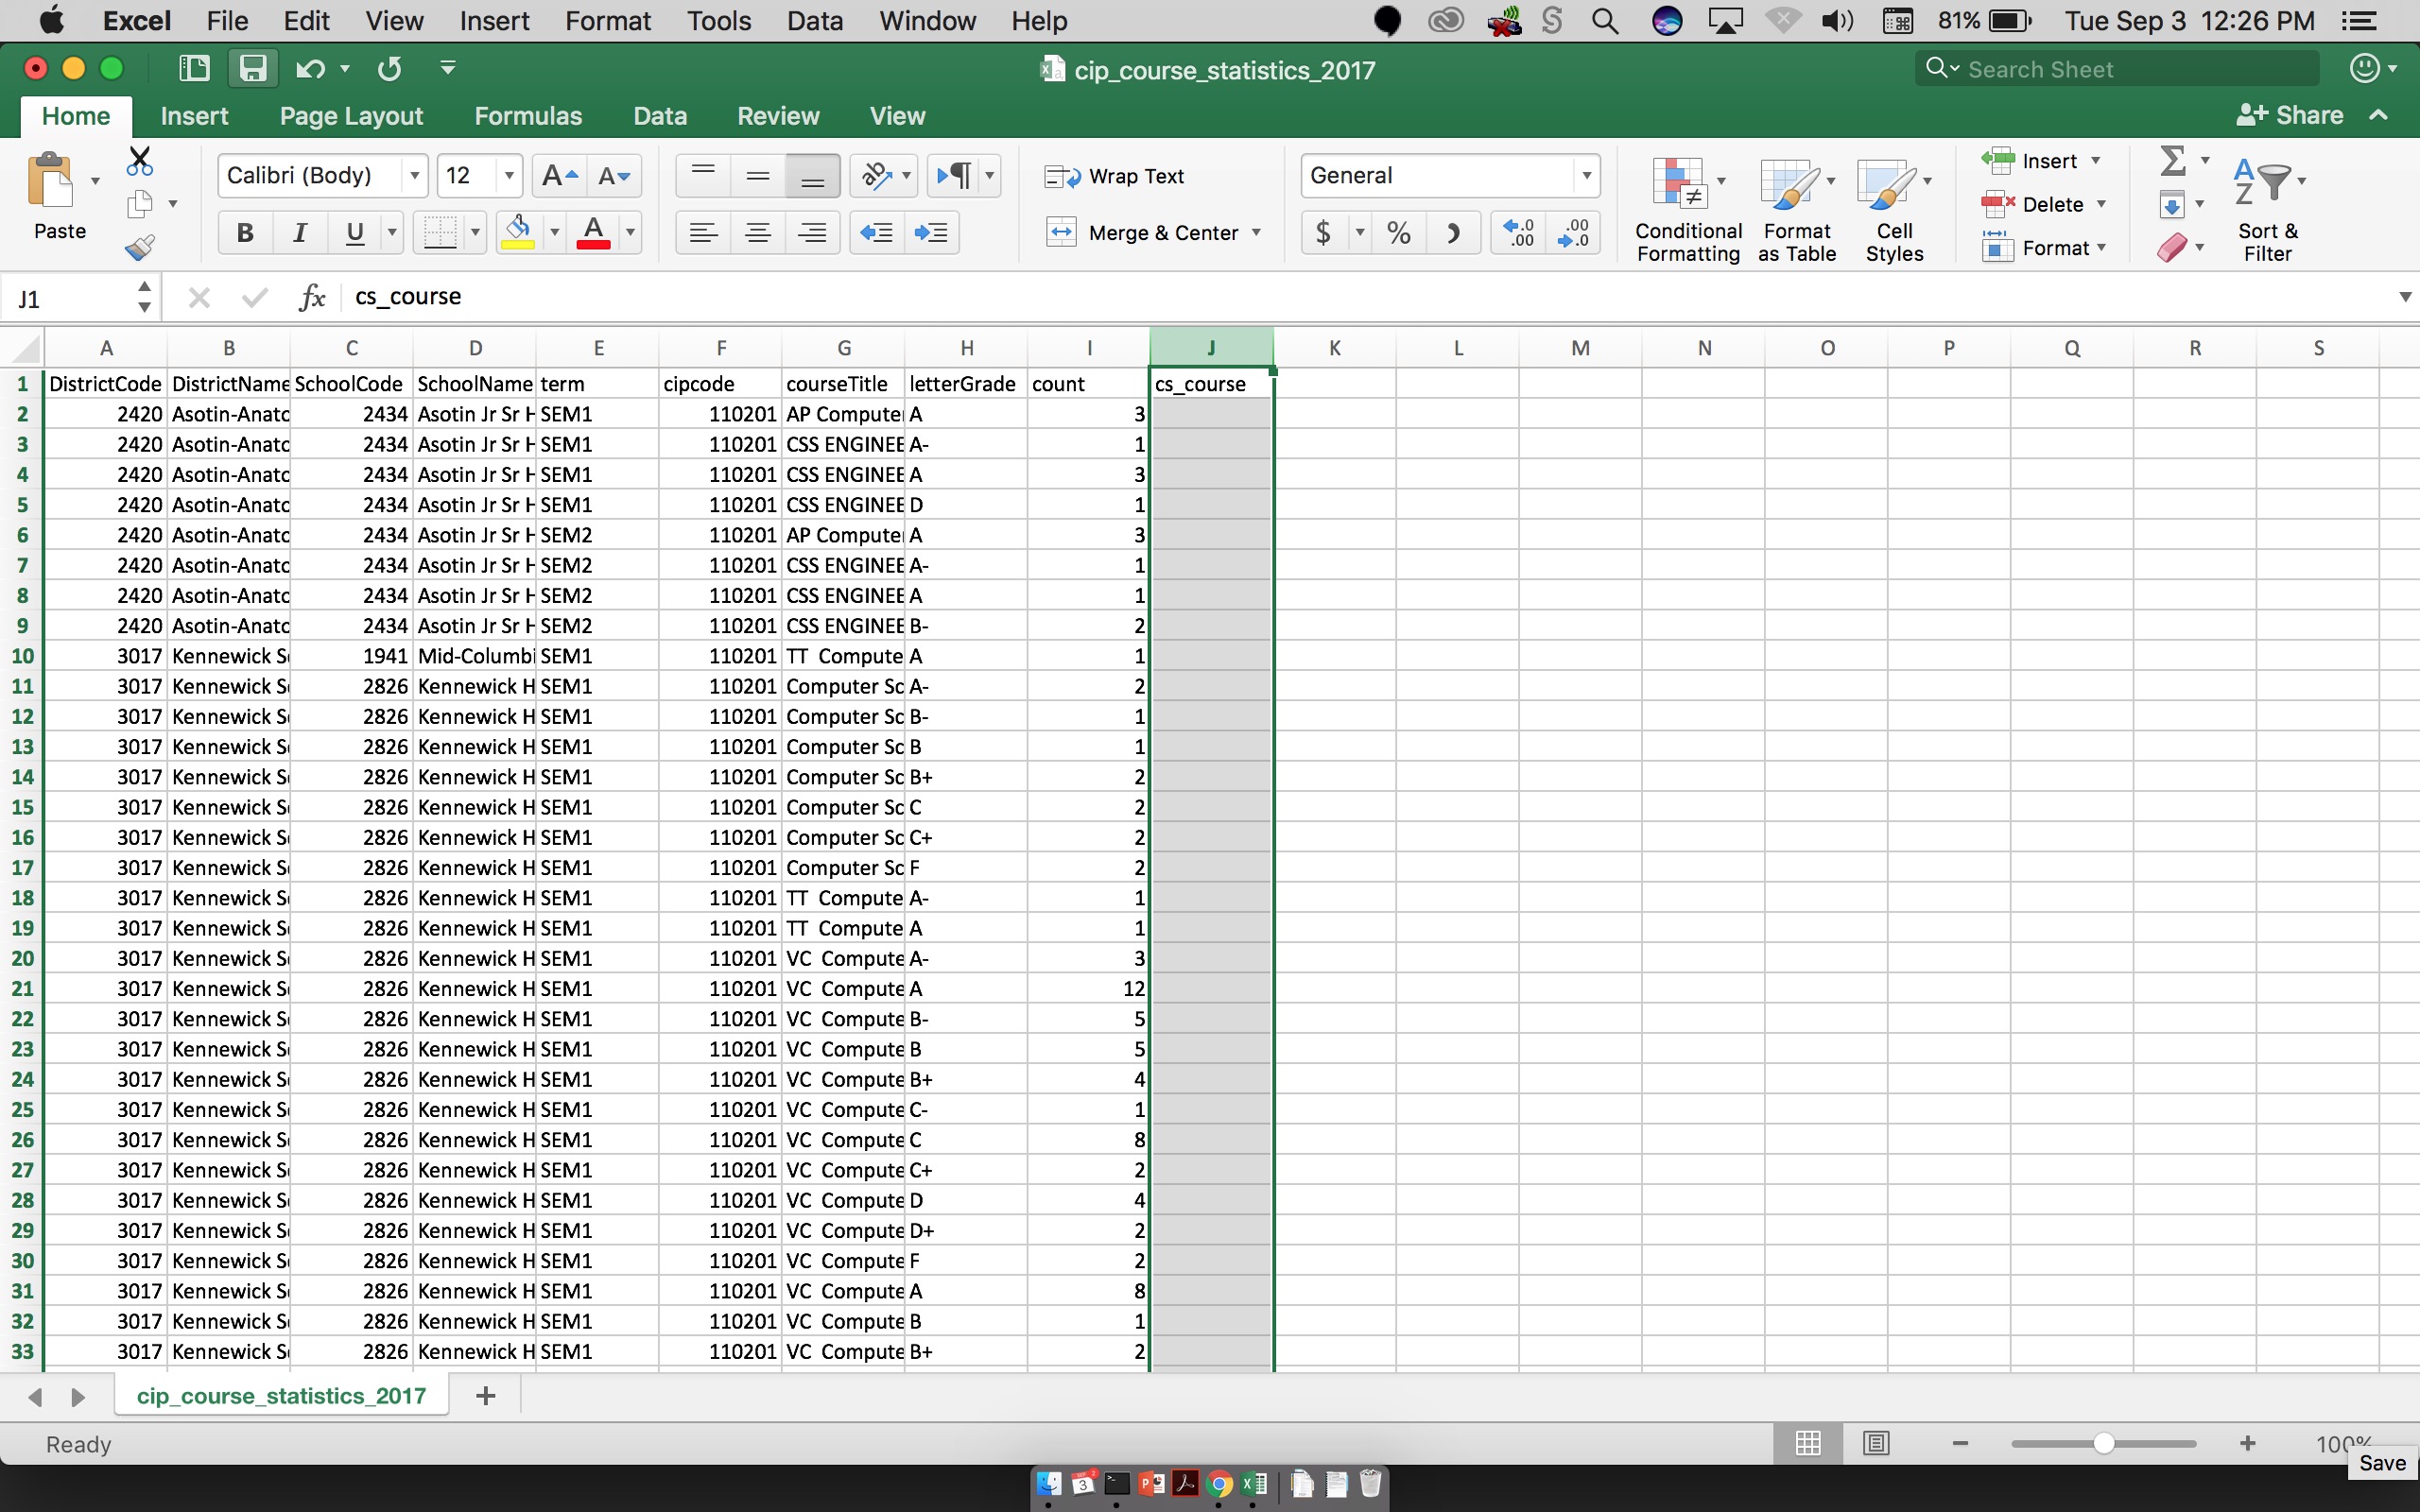 Excel File Edit View Insert Format Tools Data Window Help 81% Tue Sep 3 12:26 PM
cip_course_statistics_2017 Search Sheet
Home Insert Page Layout Formulas Data Review View Share
Paste Calibri (Body) 12 A A Wrap Text General Insert
B I U A Merge & Center $ % Conditional Formatting Format as Table Cell Styles Delete Format Sort & Filter
J1 fx cs_course
A B C D E F G H I J K L M N O P Q R S
1 DistrictCode DistrictName SchoolCode SchoolName term cipcode courseTitle letterGrade count cs_course
2 2420 Asotin-Anato 2434 Asotin Jr Sr H SEM1 110201 AP Computer A 3
3 2420 Asotin-Anato 2434 Asotin Jr Sr H SEM1 110201 CSS ENGINEE A- 1
4 2420 Asotin-Anato 2434 Asotin Jr Sr H SEM1 110201 CSS ENGINEE A 3
5 2420 Asotin-Anato 2434 Asotin Jr Sr H SEM1 110201 CSS ENGINEE D 1
6 2420 Asotin-Anato 2434 Asotin Jr Sr H SEM2 110201 AP Computer A 3
7 2420 Asotin-Anato 2434 Asotin Jr Sr H SEM2 110201 CSS ENGINEE A- 1
8 2420 Asotin-Anato 2434 Asotin Jr Sr H SEM2 110201 CSS ENGINEE A 1
9 2420 Asotin-Anato 2434 Asotin Jr Sr H SEM2 110201 CSS ENGINEE B- 2
10 3017 Kennewick S 1941 Mid-Columbi SEM1 110201 TT Compute A 1
11 3017 Kennewick S 2826 Kennewick H SEM1 110201 Computer Sc A- 2
12 3017 Kennewick S 2826 Kennewick H SEM1 110201 Computer Sc B- 1
13 3017 Kennewick S 2826 Kennewick H SEM1 110201 Computer Sc B 1
14 3017 Kennewick S 2826 Kennewick H SEM1 110201 Computer Sc B+ 2
15 3017 Kennewick S 2826 Kennewick H SEM1 110201 Computer Sc C 2
16 3017 Kennewick S 2826 Kennewick H SEM1 110201 Computer Sc C+ 2
17 3017 Kennewick S 2826 Kennewick H SEM1 110201 Computer Sc F 2
18 3017 Kennewick S 2826 Kennewick H SEM1 110201 TT Compute A- 1
19 3017 Kennewick S 2826 Kennewick H SEM1 110201 TT Compute A 1
20 3017 Kennewick S 2826 Kennewick H SEM1 110201 VC Compute A- 3
21 3017 Kennewick S 2826 Kennewick H SEM1 110201 VC Compute A 12
22 3017 Kennewick S 2826 Kennewick H SEM1 110201 VC Compute B- 5
23 3017 Kennewick S 2826 Kennewick H SEM1 110201 VC Compute B 5
24 3017 Kennewick S 2826 Kennewick H SEM1 110201 VC Compute B+ 4
25 3017 Kennewick S 2826 Kennewick H SEM1 110201 VC Compute C- 1
26 3017 Kennewick S 2826 Kennewick H SEM1 110201 VC Compute C 8
27 3017 Kennewick S 2826 Kennewick H SEM1 110201 VC Compute C+ 2
28 3017 Kennewick S 2826 Kennewick H SEM1 110201 VC Compute D 4
29 3017 Kennewick S 2826 Kennewick H SEM1 110201 VC Compute D+ 2
30 3017 Kennewick S 2826 Kennewick H SEM1 110201 VC Compute F 2
31 3017 Kennewick S 2826 Kennewick H SEM1 110201 VC Compute A 8
32 3017 Kennewick S 2826 Kennewick H SEM1 110201 VC Compute B 1
33 3017 Kennewick S 2826 Kennewick H SEM1 110201 VC Compute B+ 2
cip_course_statistics_2017
Ready 100%
Save